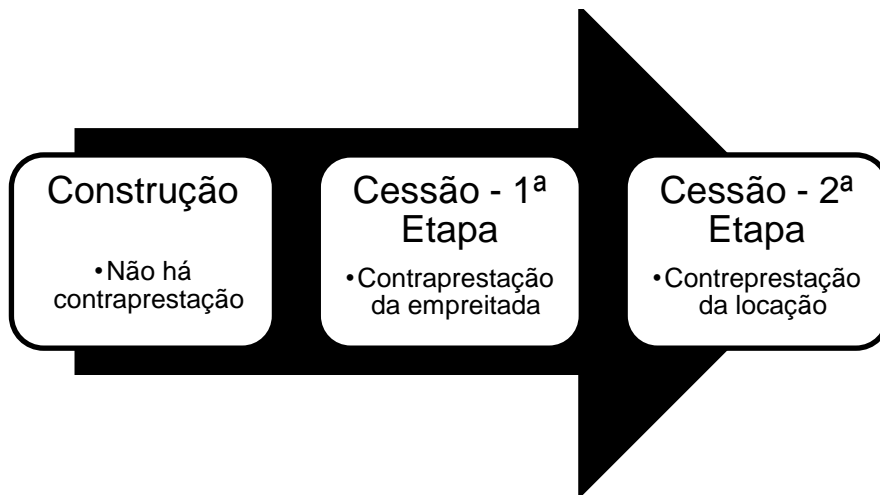 Construção
•Não há
contraprestação
Cessão - 1ª
Etapa
•Contraprestação
da empreitada
Cessão - 2ª
Etapa
•Contreprestação
da locação